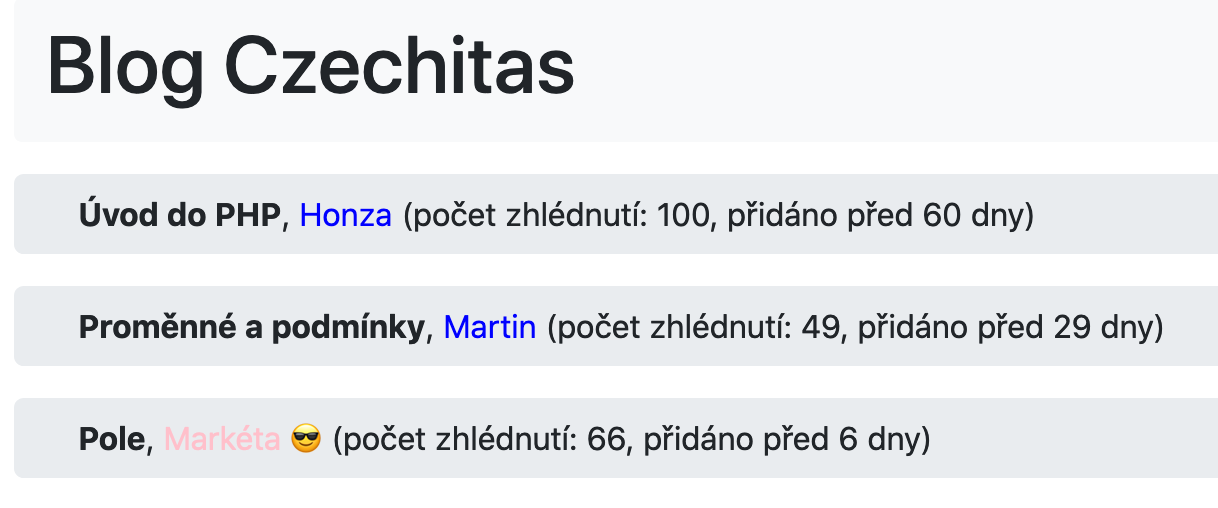 Blog Czechitas
Úvod do PHP, Honza (počet zhlédnutí: 100, přidáno před 60 dny)
Proměnné a podmínky, Martin (počet zhlédnutí: 49, přidáno před 29 dny)
Pole, Markéta 😎 (počet zhlédnutí: 66, přidáno před 6 dny)